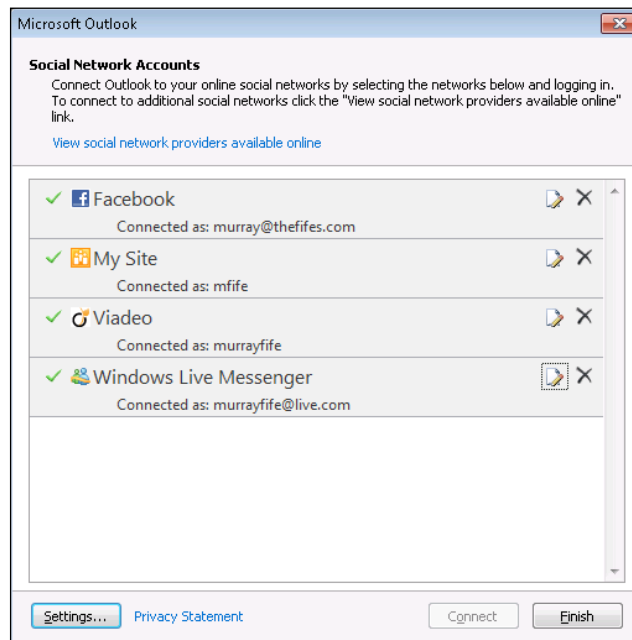 Microsoft Outlook
Social Network Accounts
Connect Outlook to your online social networks by selecting the networks below and logging in.
To connect to additional social networks click the "View social network providers available online"
link.
View social network providers available online
Facebook
Connected as: murray@thefifes.com
My Site
Connected as: mfife
Viadeo
Connected as: murrayfife
Windows Live Messenger
Connected as: murrayfife@live.com
Settings... Privacy Statement Connect Finish